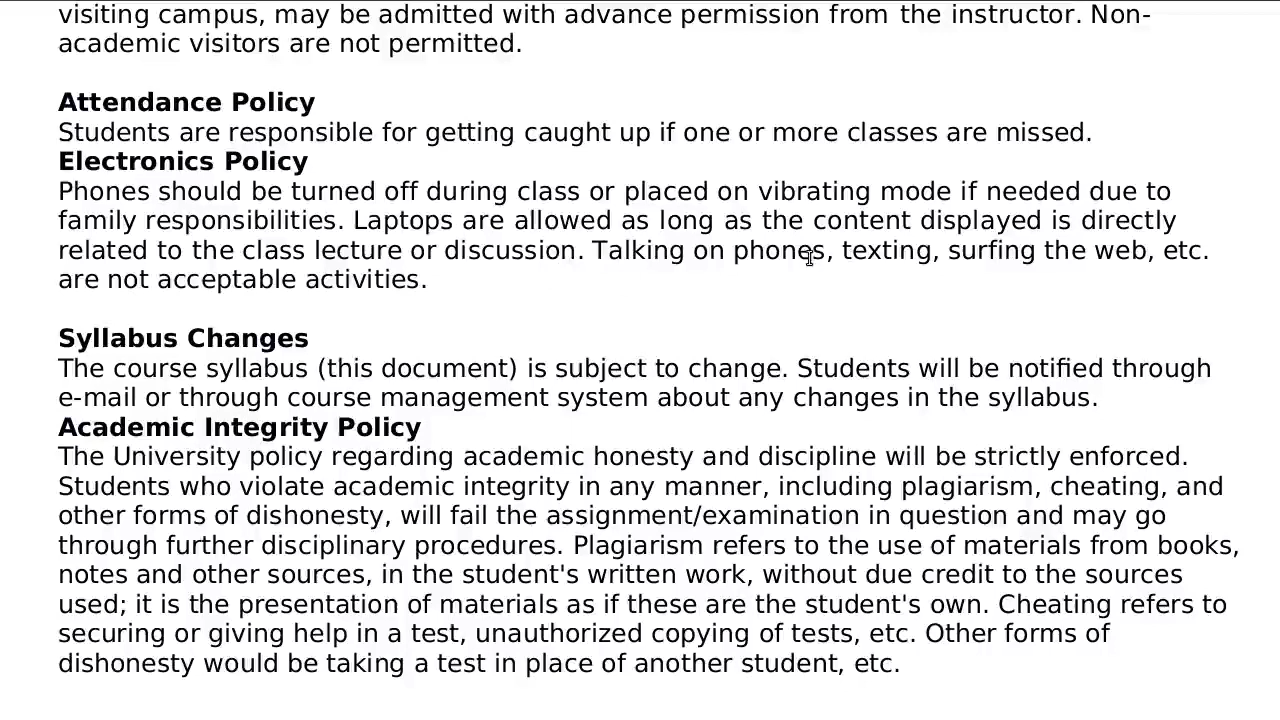 visiting campus, may be admitted with advance permission from the instructor. Non-
academic visitors are not permitted.
Attendance Policy
Students are responsible for getting caught up if one or more classes are missed.
Electronics Policy
Phones should be turned off during class or placed on vibrating mode if needed due to
family responsibilities. Laptops are allowed as long as the content displayed is directly
related to the class lecture or discussion. Talking on phones, texting, surfing the web, etc.
are not acceptable activities.
Syllabus Changes
The course syllabus (this document) is subject to change. Students will be notified through
e-mail or through course management system about any changes in the syllabus.
Academic Integrity Policy
The University policy regarding academic honesty and discipline will be strictly enforced.
Students who violate academic integrity in any manner, including plagiarism, cheating, and
other forms of dishonesty, will fail the assignment/examination in question and may go
through further disciplinary procedures. Plagiarism refers to the use of materials from books,
notes and other sources, in the student's written work, without due credit to the sources
used; it is the presentation of materials as if these are the student's own. Cheating refers to
securing or giving help in a test, unauthorized copying of tests, etc. Other forms of
dishonesty would be taking a test in place of another student, etc.